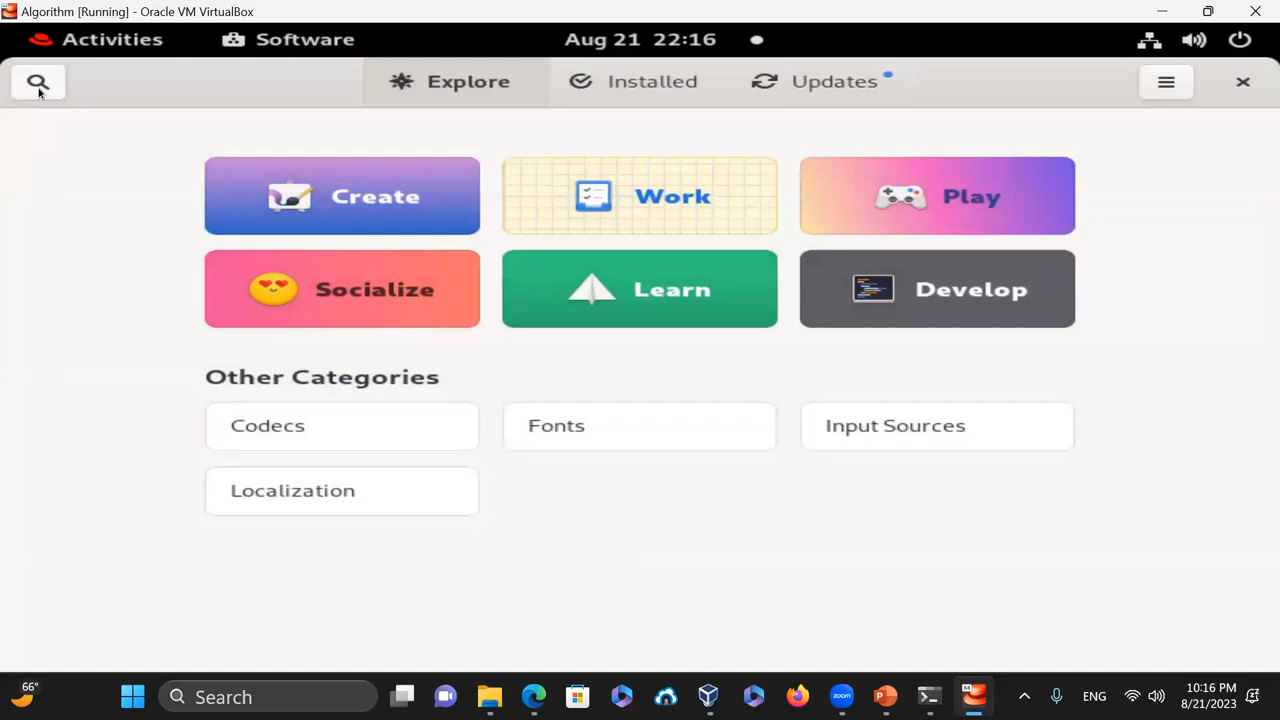 Algorithm [Running] - Oracle VM VirtualBox
Activities Software Aug 21 22:16
Explore Installed Updates
Create Work Play
Socialize Learn Develop
Other Categories
Codecs Fonts Input Sources
Localization
66° Search zoom ENG 10:16 PM
8/21/2023